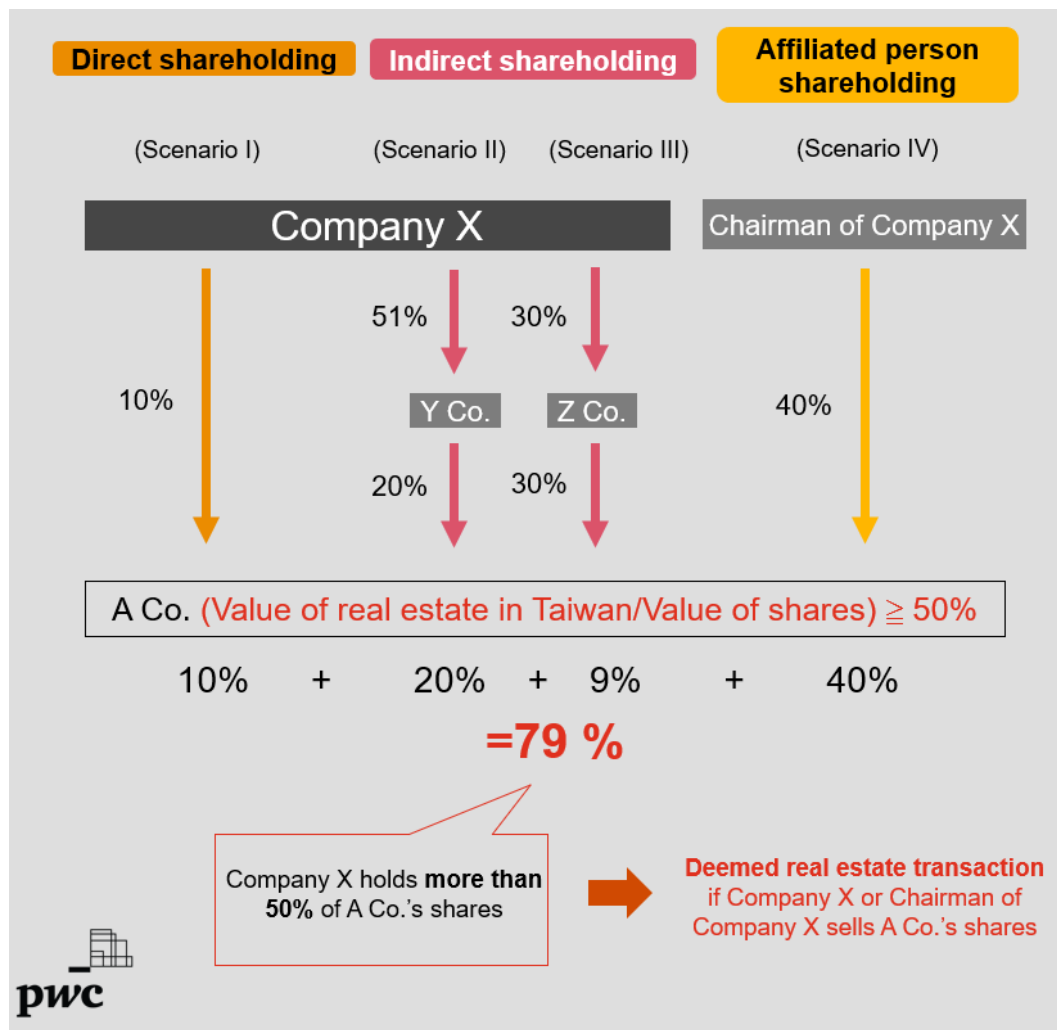 Direct shareholding
Indirect shareholding
Affiliated person
shareholding
(Scenario I)
(Scenario II)
(Scenario III)
(Scenario IV)
Company X
Chairman of Company X
51%
30%
10%
Y Co.
Z Co.
40%
20%
30%
A Co. (Value of real estate in Taiwan/Value of shares) ≧ 50%
10% + 20% + 9% + 40%
=79 %
Company X holds more than
50% of A Co.'s shares
Deemed real estate transaction
if Company X or Chairman of
Company X sells A Co.'s shares
pwc